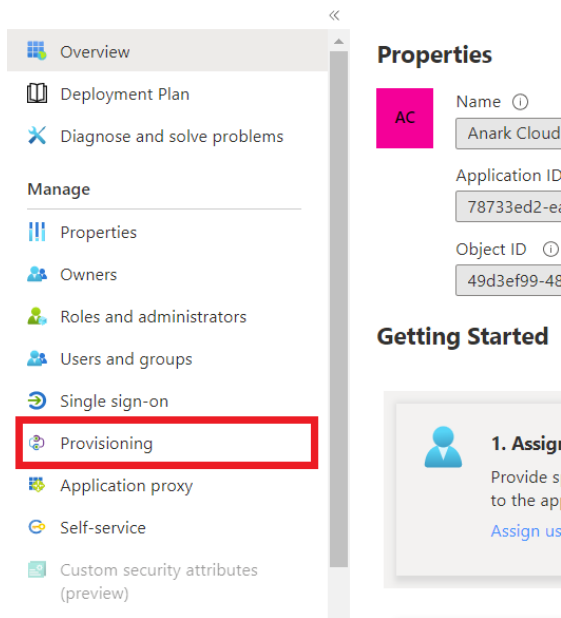 Overview
Deployment Plan
Diagnose and solve problems
Manage
Properties
Owners
Roles and administrators
Users and groups
Single sign-on
Provisioning
Application proxy
Self-service
Custom security attributes
(preview)
Properties
AC
Name
Anark Cloud
Application ID
78733ed2-ea
Object ID
49d3ef99-48
Getting Started
1. Assign
Provide s
to the app
Assign us